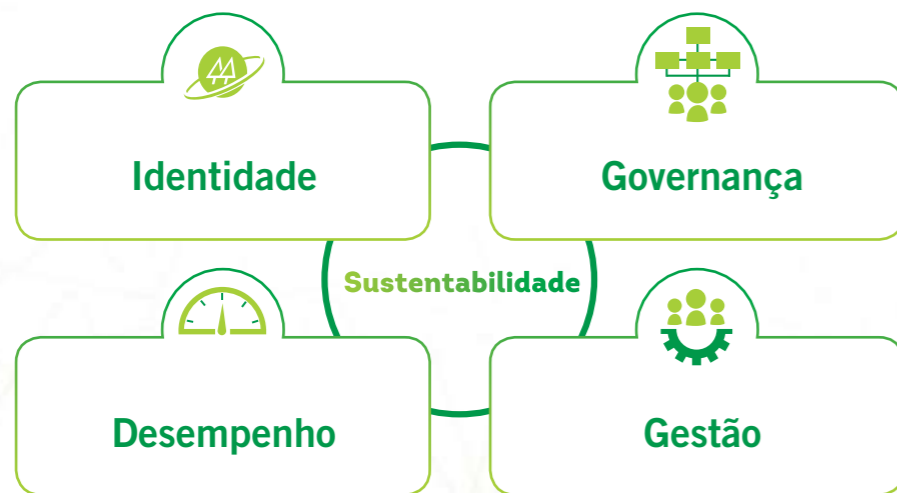 Identidade
Governança
Sustentabilidade
Desempenho
Gestão